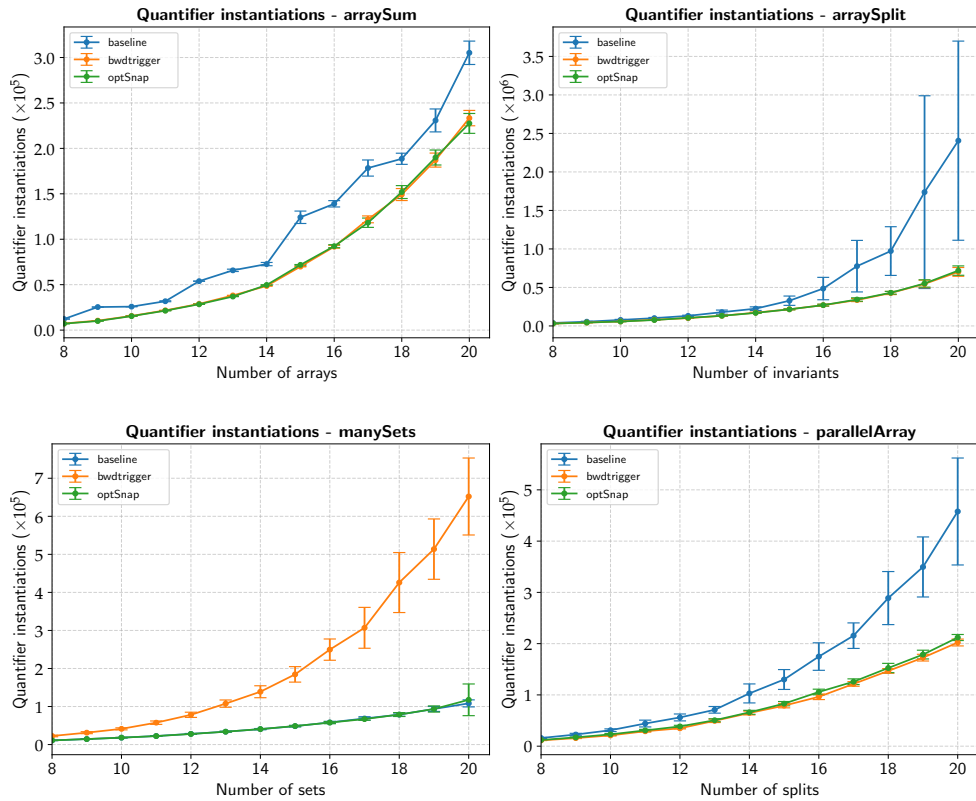 Quantifier instantiations - arraySum
baseline
bwdtrigger
optSnap
Quantifier instantiations (×10⁵)
3.0
2.5
2.0
1.5
1.0
0.5
0.0
8 10 12 14 16 18 20
Number of arrays
Quantifier instantiations - arraySplit
baseline
bwdtrigger
optSnap
Quantifier instantiations (×10⁶)
3.5
3.0
2.5
2.0
1.5
1.0
0.5
0.0
8 10 12 14 16 18 20
Number of invariants
Quantifier instantiations - manySets
baseline
bwdtrigger
optSnap
Quantifier instantiations (×10⁵)
7
6
5
4
3
2
1
0
8 10 12 14 16 18 20
Number of sets
Quantifier instantiations - parallelArray
baseline
bwdtrigger
optSnap
Quantifier instantiations (×10⁵)
5
4
3
2
1
0
8 10 12 14 16 18 20
Number of splits